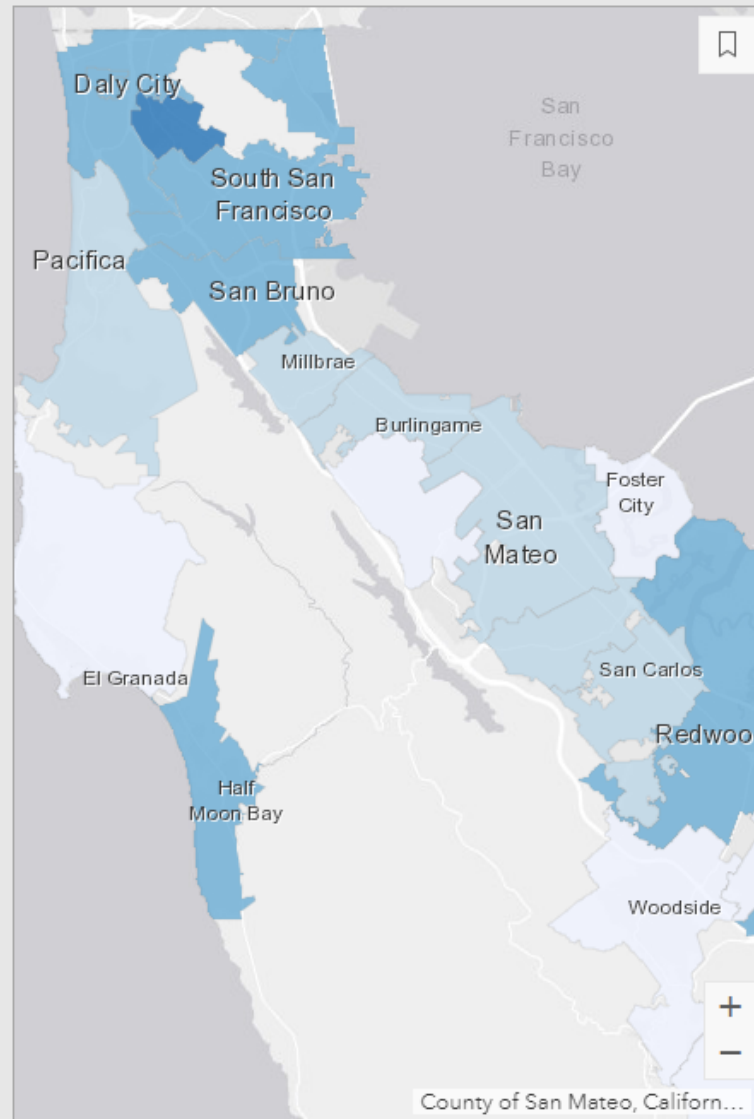 Daly City
San
Francisco
Bay
South San
Francisco
Pacifica
San Bruno
Millbrae
Burlingame
Foster
City
San
Mateo
El Granada
San Carlos
Redwoo
Half
Moon Bay
Woodside
+
−
County of San Mateo, Californ...